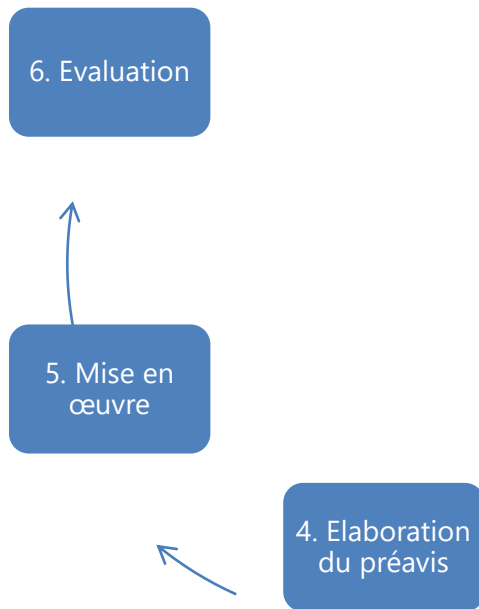 6. Evaluation
5. Mise en
œuvre
4. Elaboration
du préavis